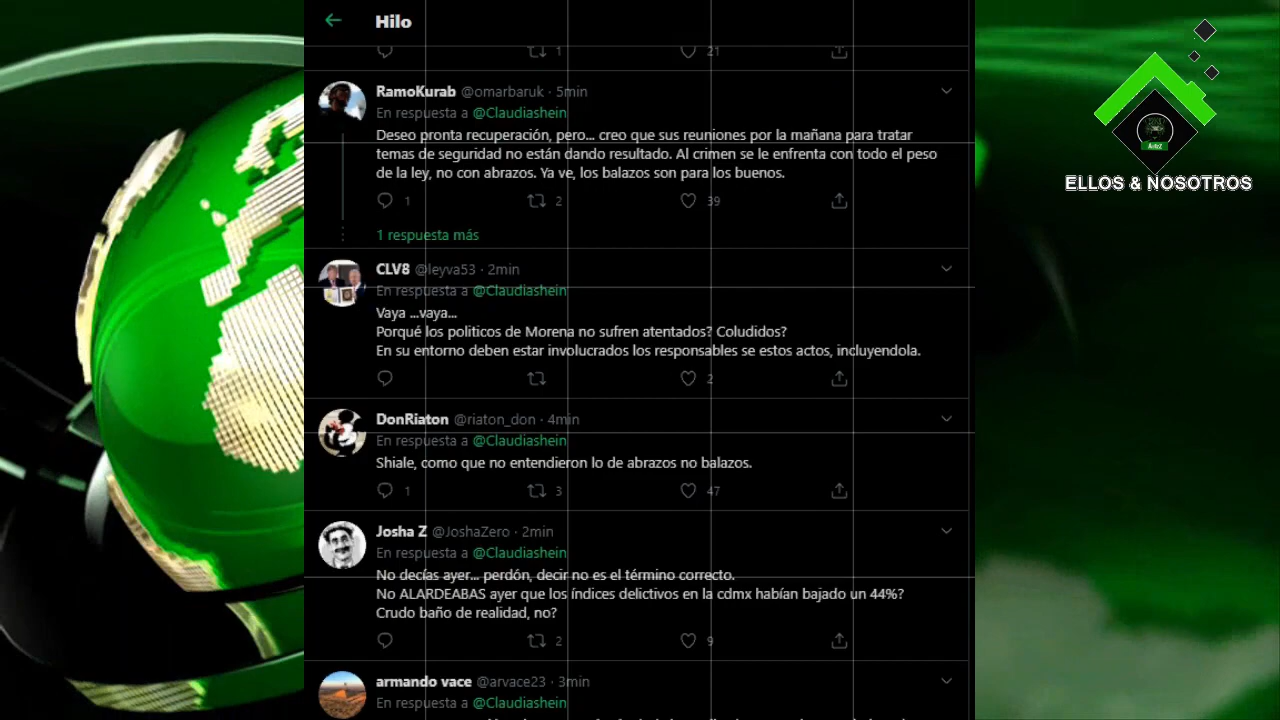 Hilo
1
21
RamoKurab @omarbaruk · 5min
En respuesta a @Claudiashein
Deseo pronta recuperación, pero... creo que sus reuniones por la mañana para tratar
temas de seguridad no están dando resultado. Al crimen se le enfrenta con todo el peso
de la ley, no con abrazos. Ya ve, los balazos son para los buenos.
1 2 39
1 respuesta más
CLV8 @leyva53 · 2min
En respuesta a @Claudiashein
Vaya ...vaya...
Porqué los politicos de Morena no sufren atentados? Coludidos?
En su entorno deben estar involucrados los responsables se estos actos, incluyendola.
2
DonRiaton @riaton_don · 4min
En respuesta a @Claudiashein
Shiale, como que no entendieron lo de abrazos no balazos.
1 3 47
Josha Z @JoshaZero · 2min
En respuesta a @Claudiashein
No decías ayer... perdón, decir no es el término correcto.
No ALARDEABAS ayer que los índices delictivos en la cdmx habían bajado un 44%?
Crudo baño de realidad, no?
2 9
armando vace @arvace23 · 3min
En respuesta a @Claudiashein
ELLOS & NOSOTROS